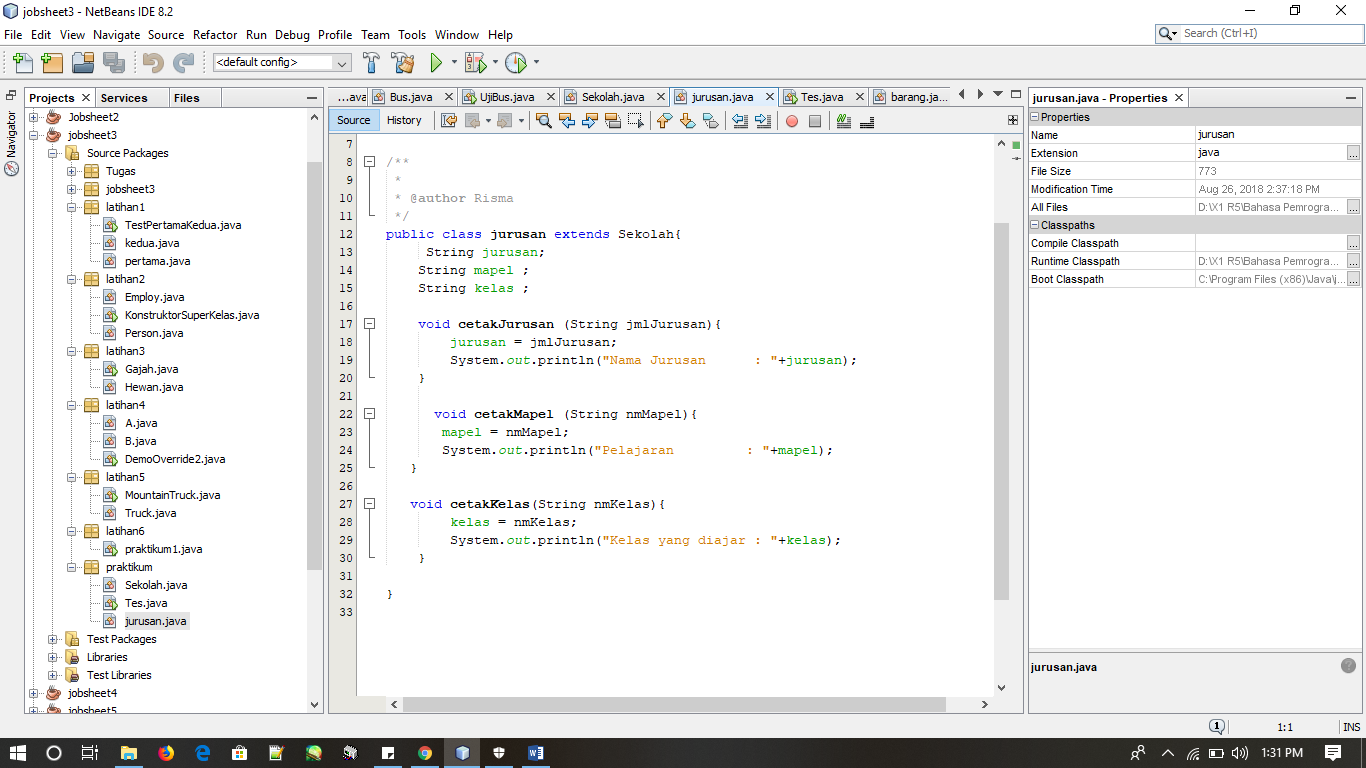 jobsheet3 - NetBeans IDE 8.2
File Edit View Navigate Source Refactor Run Debug Profile Team Tools Window Help
Search (Ctrl+I)
<default config>
Navigator
Projects Services Files
Jobsheet2
jobsheet3
Source Packages
Tugas
jobsheet3
latihan1
TestPertamaKedua.java
kedua.java
pertama.java
latihan2
Employ.java
KonstruktorSuperKelas.java
Person.java
latihan3
Gajah.java
Hewan.java
latihan4
A.java
B.java
DemoOverride2.java
latihan5
MountainTruck.java
Truck.java
latihan6
praktikum1.java
praktikum
Sekolah.java
Tes.java
jurusan.java
Test Packages
Libraries
Test Libraries
jobsheet4
jobsheet5
...ava Bus.java UjiBus.java Sekolah.java jurusan.java Tes.java barang.ja...
Source History
7
8 /**
9 *
10 * @author Risma
11 */
12 public class jurusan extends Sekolah{
13 String jurusan;
14 String mapel ;
15 String kelas ;
16
17 void cetakJurusan (String jmlJurusan){
18 jurusan = jmlJurusan;
19 System.out.println("Nama Jurusan      : "+jurusan);
20 }
21
22 void cetakMapel (String nmMapel){
23 mapel = nmMapel;
24 System.out.println("Pelajaran         : "+mapel);
25 }
26
27 void cetakKelas(String nmKelas){
28 kelas = nmKelas;
29 System.out.println("Kelas yang diajar : "+kelas);
30 }
31
32 }
33
jurusan.java - Properties
Properties
Name jurusan
Extension java ...
File Size 773
Modification Time Aug 26, 2018 2:37:18 PM
All Files D:\X1 R5\Bahasa Pemrogra... ...
Classpaths
Compile Classpath ...
Runtime Classpath D:\X1 R5\Bahasa Pemrogra... ...
Boot Classpath C:\Program Files (x86)\Java\j... ...
jurusan.java
?
1 1:1 INS
1:31 PM